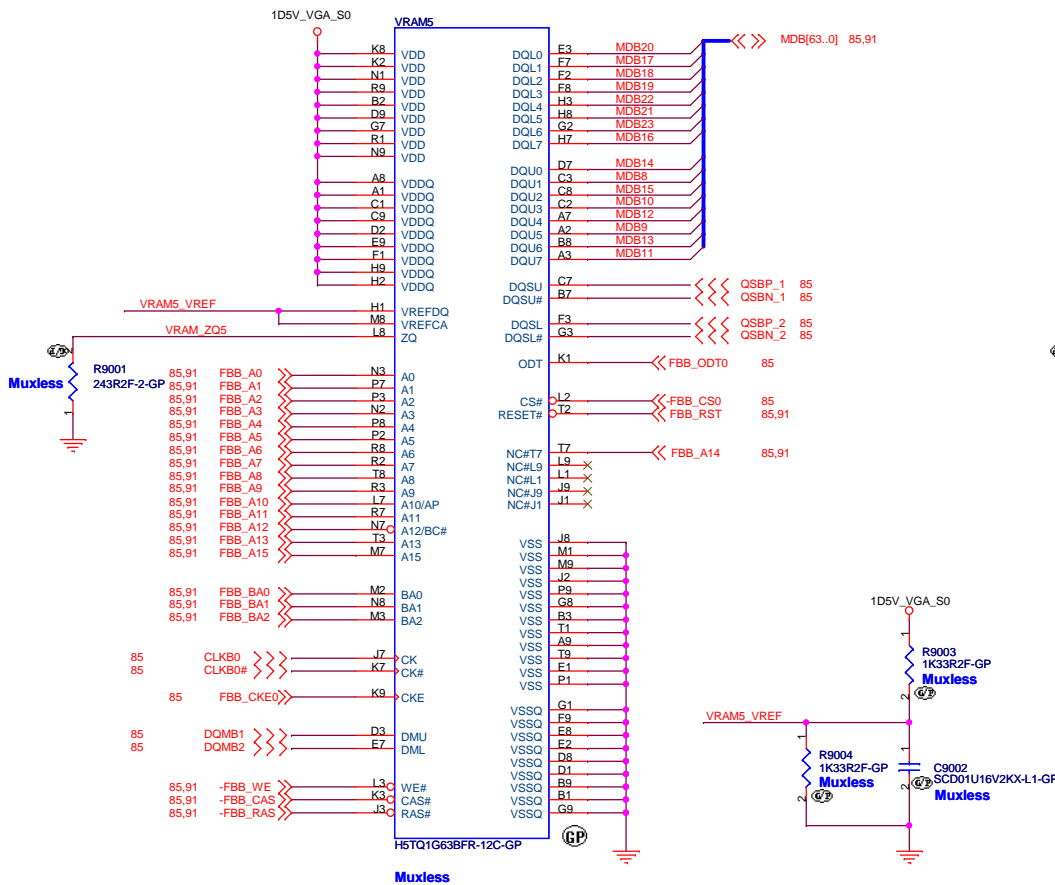 1D5V_VGA_S0
VRAM5
K8 VDD
K2 VDD
N1 VDD
R9 VDD
B2 VDD
D9 VDD
G7 VDD
R1 VDD
N9 VDD
A8 VDDQ
A1 VDDQ
C1 VDDQ
C9 VDDQ
D2 VDDQ
E9 VDDQ
F1 VDDQ
H9 VDDQ
H2 VDDQ
VRAM5_VREF H1 VREFDQ
M8 VREFCA
VRAM_ZQ5 L8 ZQ
R9001
243R2F-2-GP
Muxless
1
85,91 FBB_A0 N3 A0
85,91 FBB_A1 P7 A1
85,91 FBB_A2 P3 A2
85,91 FBB_A3 N2 A3
85,91 FBB_A4 P8 A4
85,91 FBB_A5 P2 A5
85,91 FBB_A6 R8 A6
85,91 FBB_A7 R2 A7
85,91 FBB_A8 T8 A8
85,91 FBB_A9 R3 A9
85,91 FBB_A10 L7 A10/AP
85,91 FBB_A11 R7 A11
85,91 FBB_A12 N7 A12/BC#
85,91 FBB_A13 T3 A13
85,91 FBB_A15 M7 A15
85,91 FBB_BA0 M2 BA0
85,91 FBB_BA1 N8 BA1
85,91 FBB_BA2 M3 BA2
85 CLKB0 J7 CK
85 CLKB0# K7 CK#
85 FBB_CKE0 K9 CKE
85 DQMB1 D3 DMU
85 DQMB2 E7 DML
85,91 -FBB_WE L3 WE#
85,91 -FBB_CAS K3 CAS#
85,91 -FBB_RAS J3 RAS#
DQL0 E3 MDB20
DQL1 F7 MDB17
DQL2 F2 MDB18
DQL3 F8 MDB19
DQL4 H3 MDB22
DQL5 H8 MDB21
DQL6 G2 MDB23
DQL7 H7 MDB16
MDB[63..0] 85,91
DQU0 D7 MDB14
DQU1 C3 MDB8
DQU2 C8 MDB15
DQU3 C2 MDB10
DQU4 A7 MDB12
DQU5 A2 MDB9
DQU6 B8 MDB13
DQU7 A3 MDB11
DQSU C7 QSBP_1 85
DQSU# B7 QSBN_1 85
DQSL F3 QSBP_2 85
DQSL# G3 QSBN_2 85
ODT K1 FBB_ODT0 85
CS# L2 -FBB_CS0 85
RESET# T2 FBB_RST 85,91
NC#T7 T7 FBB_A14 85,91
NC#L9 L9
NC#L1 L1
NC#J9 J9
NC#J1 J1
VSS J8
VSS M1
VSS M9
VSS J2
VSS P9
VSS G8
VSS B3
VSS T1
VSS A9
VSS T9
VSS E1
VSS P1
VSSQ G1
VSSQ F9
VSSQ E8
VSSQ E2
VSSQ D8
VSSQ D1
VSSQ B9
VSSQ B1
VSSQ G9
H5TQ1G63BFR-12C-GP
GP
Muxless
1D5V_VGA_S0
1
R9003
1K33R2F-GP
Muxless
2 G/P
VRAM5_VREF
1
R9004
1K33R2F-GP
Muxless
2 G/P
1
C9002
SCD01U16V2KX-L1-GP
2 G/P
Muxless